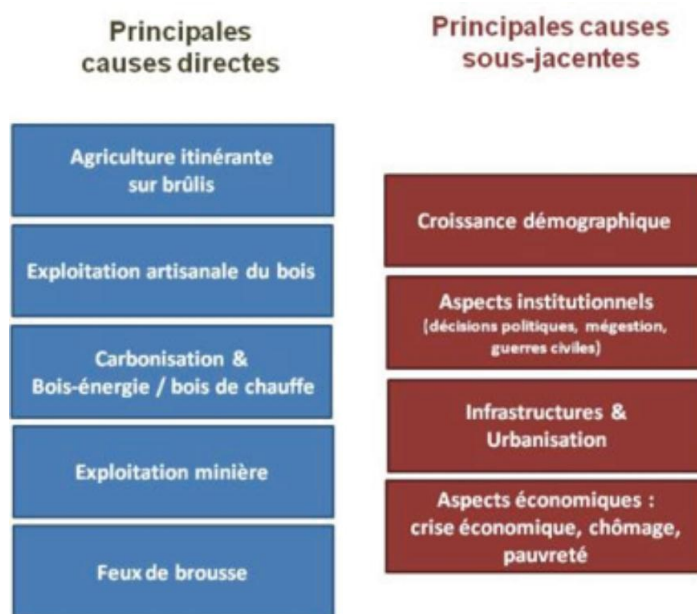 Principales
causes directes
Agriculture itinérante
sur brûlis
Exploitation artisanale du bois
Carbonisation &
Bois-énergie / bois de chauffe
Exploitation minière
Feux de brousse
Principales causes
sous-jacentes
Croissance démographique
Aspects institutionnels
(décisions politiques, mégestion,
guerres civiles)
Infrastructures &
Urbanisation
Aspects économiques :
crise économique, chômage,
pauvreté